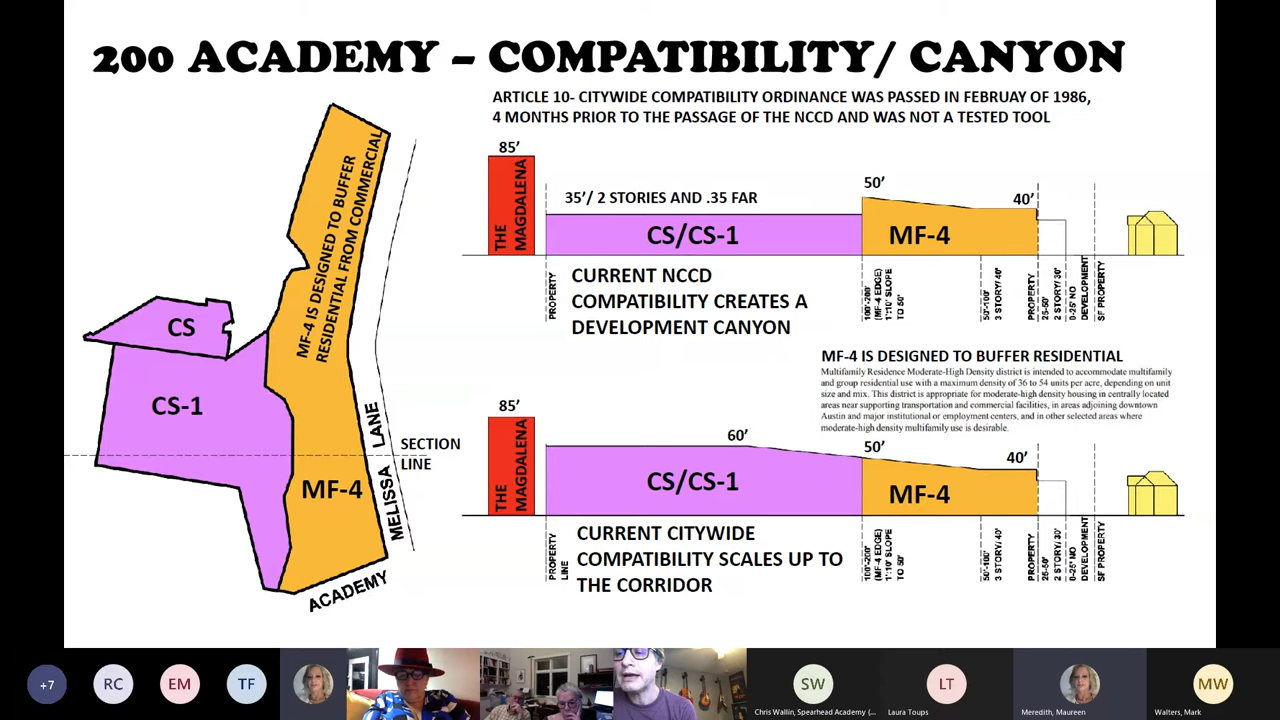 200 ACADEMY – COMPATIBILITY/ CANYON
ARTICLE 10- CITYWIDE COMPATIBILITY ORDINANCE WAS PASSED IN FEBRUAY OF 1986,
4 MONTHS PRIOR TO THE PASSAGE OF THE NCCD AND WAS NOT A TESTED TOOL
MF-4 IS DESIGNED TO BUFFER
RESIDENTIAL FROM COMMERCIAL
CS
CS-1
MF-4
MELISSA LANE
SECTION
LINE
ACADEMY
85’
THE
MAGDALENA
35’/ 2 STORIES AND .35 FAR
CS/CS-1
50’
MF-4
40’
PROPERTY
CURRENT NCCD
COMPATIBILITY CREATES A
DEVELOPMENT CANYON
100'-200'
(MF-4 EDGE)
1':10' SLOPE
TO 50'
50'-100'
3 STORY/ 40'
PROPERTY
25-50'
2 STORY/ 30'
0-25' NO
DEVELOPMENT
SF PROPERTY
MF-4 IS DESIGNED TO BUFFER RESIDENTIAL
Multifamily Residence Moderate-High Density district is intended to accommodate multifamily
and group residential use with a maximum density of 36 to 54 units per acre, depending on unit
size and mix. This district is appropriate for moderate-high density housing in centrally located
areas near supporting transportation and commercial facilities, in areas adjoining downtown
Austin and major institutional or employment centers, and in other selected areas where
moderate-high density multifamily use is desirable.
85’
THE
MAGDALENA
60’
CS/CS-1
50’
MF-4
40’
PROPERTY
LINE
CURRENT CITYWIDE
COMPATIBILITY SCALES UP TO
THE CORRIDOR
100'-200'
(MF-4 EDGE)
1':10' SLOPE
TO 50'
50'-100'
3 STORY/ 40'
PROPERTY
25-50'
2 STORY/ 30'
0-25' NO
DEVELOPMENT
SF PROPERTY
+7
RC
EM
TF
SW
Chris Wallin, Spearhead Academy (...
LT
Laura Toups
Meredith, Maureen
MW
Walters, Mark